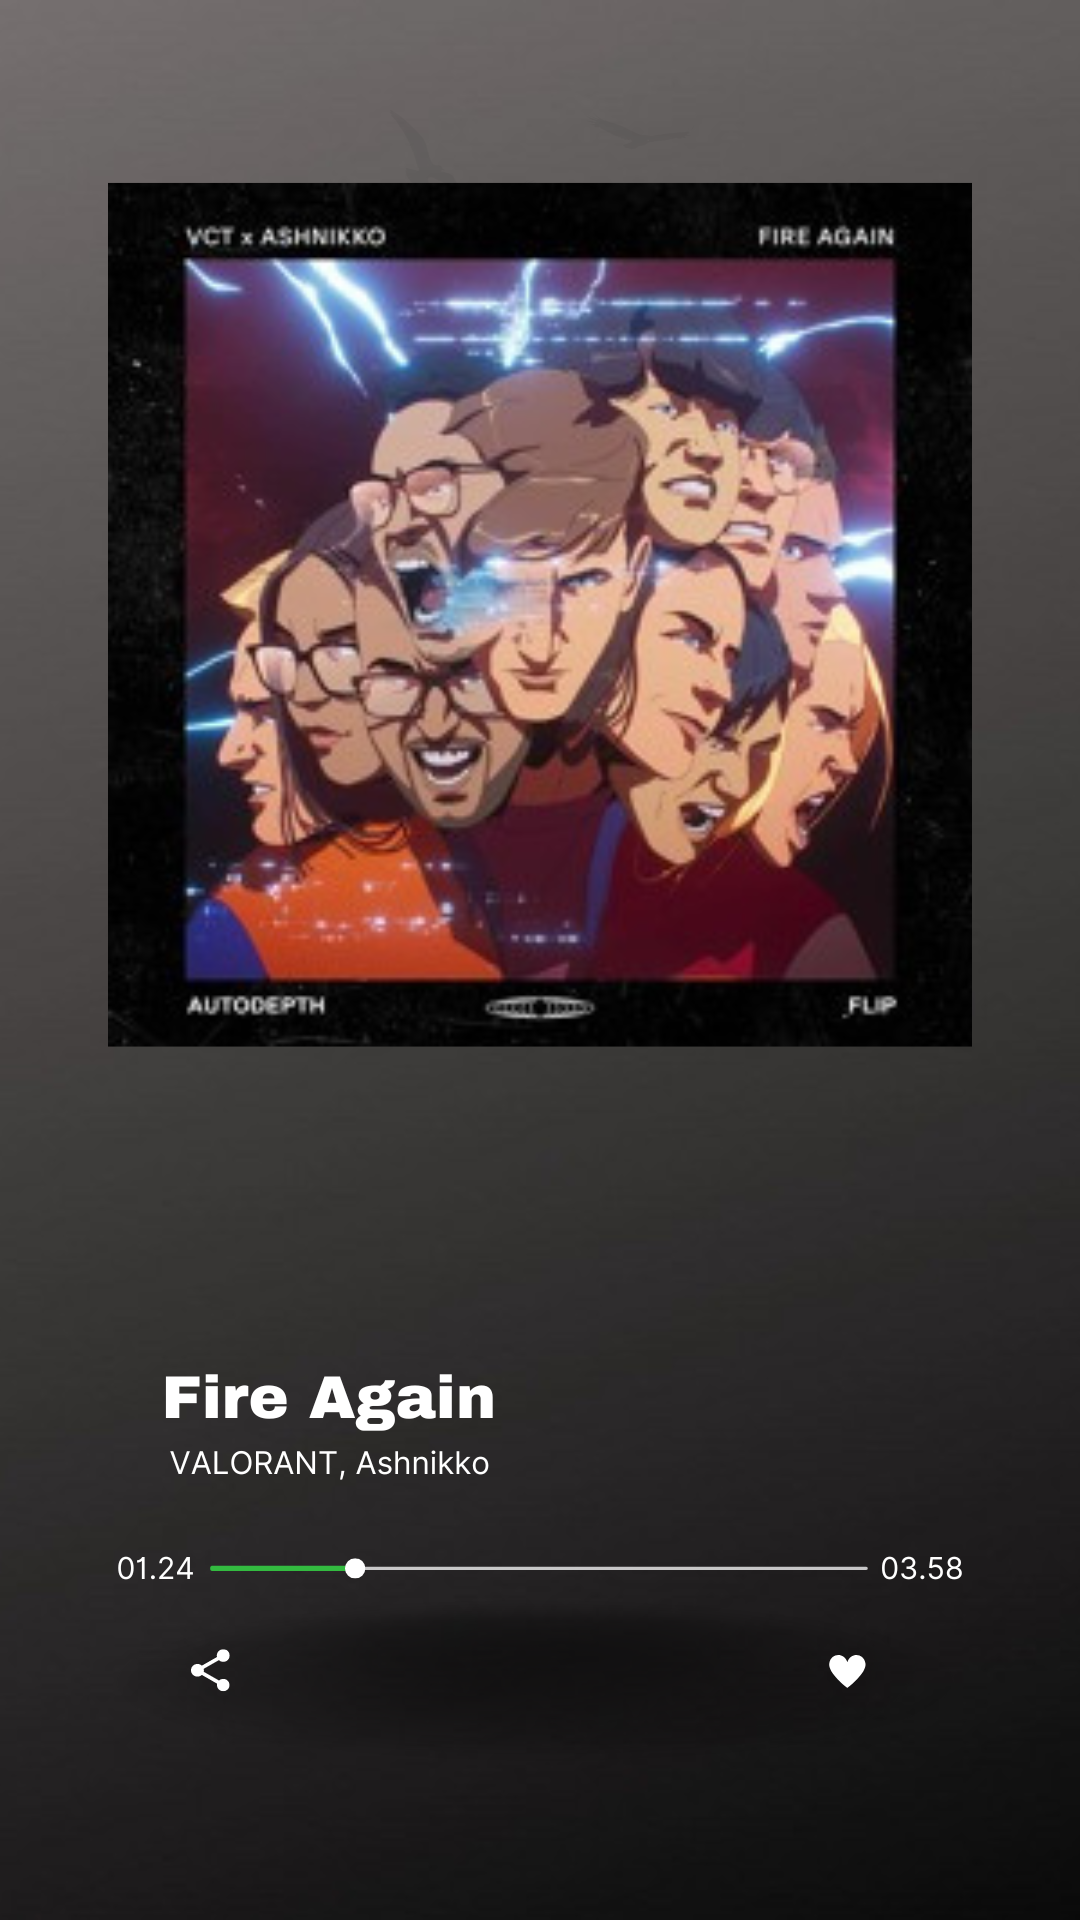 VCT x ASHNIKKO
FIRE AGAIN
AUTODEPTH
FLIP
Fire Again
VALORANT, Ashnikko
01.24
03.58